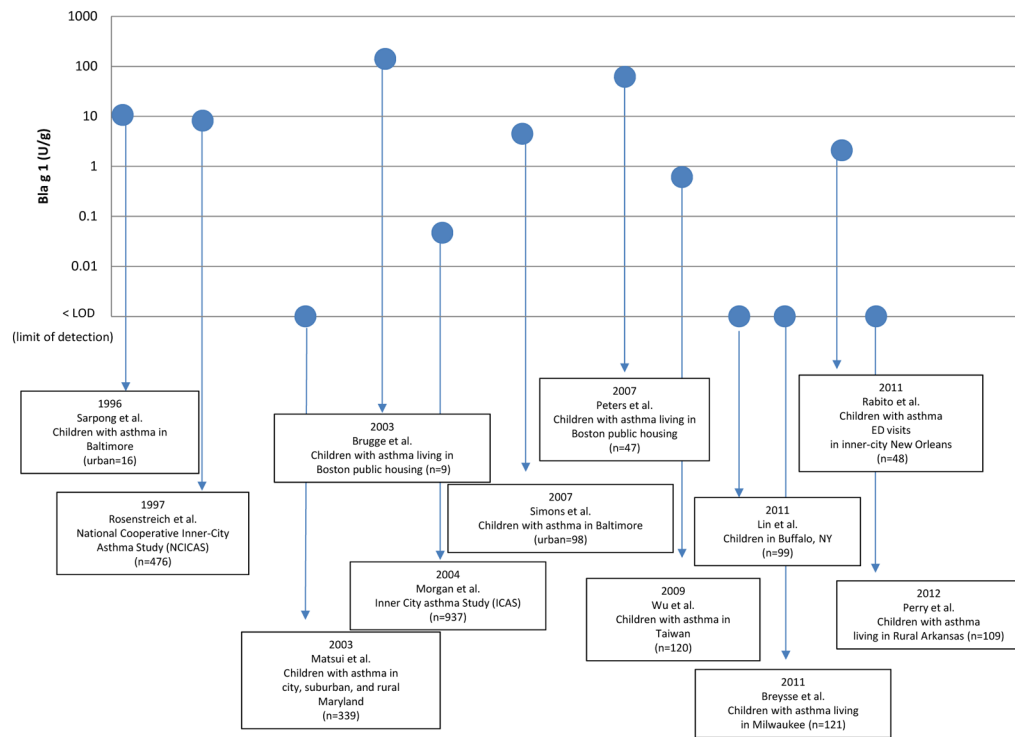 1000
100
10
1
0.1
0.01
< LOD
(limit of detection)
Bla g 1 (U/g)
1996
Sarpong et al.
Children with asthma in
Baltimore
(urban=16)
1997
Rosenstreich et al.
National Cooperative Inner-City
Asthma Study (NCICAS)
(n=476)
2003
Matsui et al.
Children with asthma in
city, suburban, and rural
Maryland
(n=339)
2003
Brugge et al.
Children with asthma living in
Boston public housing (n=9)
2004
Morgan et al.
Inner City asthma Study (ICAS)
(n=937)
2007
Simons et al.
Children with asthma in Baltimore
(urban=98)
2007
Peters et al.
Children with asthma living in
Boston public housing
(n=47)
2009
Wu et al.
Children with asthma in
Taiwan
(n=120)
2011
Lin et al.
Children in Buffalo, NY
(n=99)
2011
Breysse et al.
Children with asthma living
in Milwaukee (n=121)
2011
Rabito et al.
Children with asthma
ED visits
in inner-city New Orleans
(n=48)
2012
Perry et al.
Children with asthma
living in Rural Arkansas (n=109)